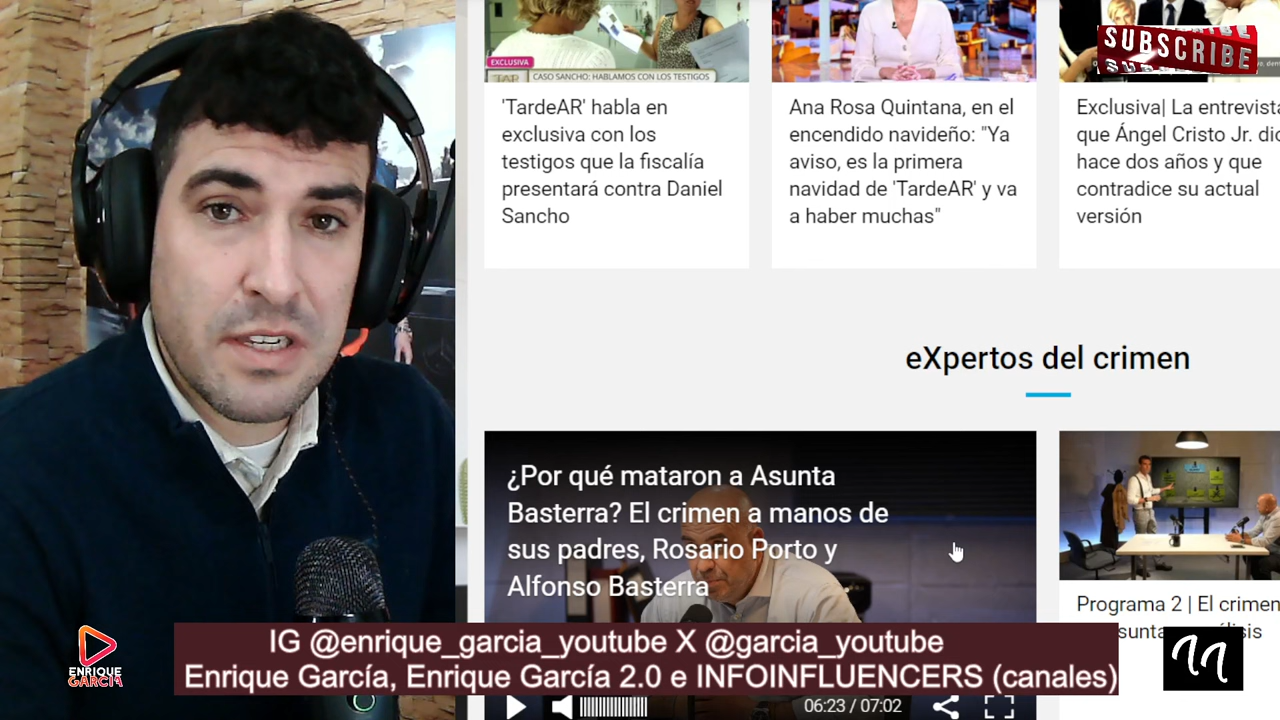 SUBSCRIBE
EXCLUSIVA
CASO SANCHO: HABLAMOS CON LOS TESTIGOS
'TardeAR' habla en
exclusiva con los
testigos que la fiscalía
presentará contra Daniel
Sancho
Ana Rosa Quintana, en el
encendido navideño: "Ya
aviso, es la primera
navidad de 'TardeAR' y va
a haber muchas"
Exclusiva| La entrevista
que Ángel Cristo Jr. dio
hace dos años y que
contradice su actual
versión
eXpertos del crimen
¿Por qué mataron a Asunta
Basterra? El crimen a manos de
sus padres, Rosario Porto y
Alfonso Basterra
Programa 2 | El crimen
IG @enrique_garcia_youtube X @garcia_youtube
Enrique García, Enrique García 2.0 e INFOINFLUENCERS (canales)
ENRIQUE
GARCÍA
06:23 / 07:02